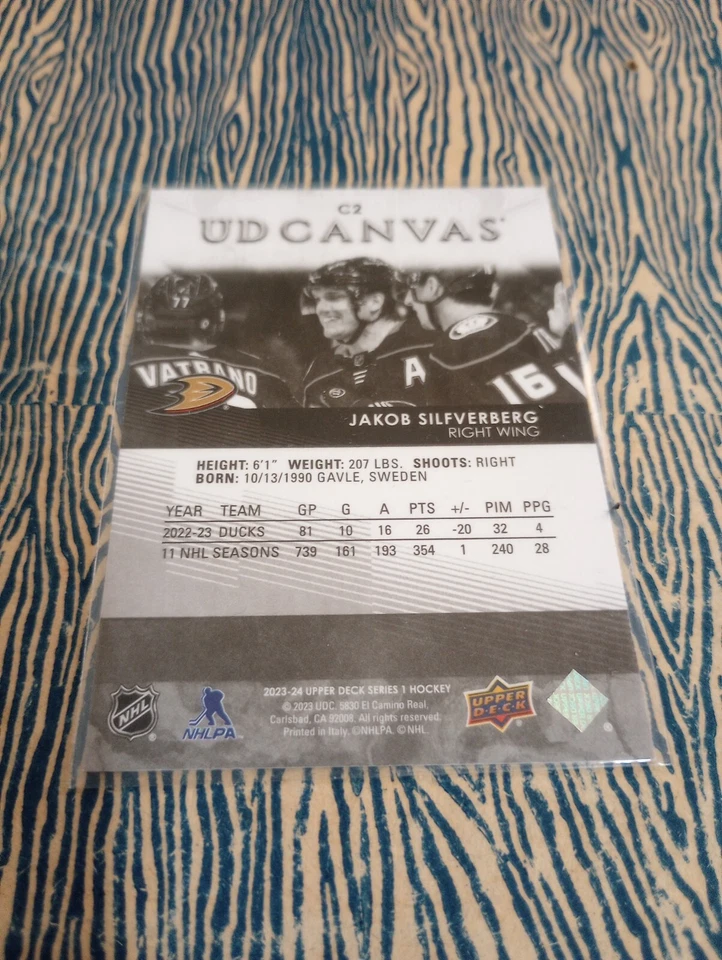 C2
UD CANVAS
77
VATRANO
A
16
JAKOB SILFVERBERG
RIGHT WING
HEIGHT: 6'1" WEIGHT: 207 LBS. SHOOTS: RIGHT
BORN: 10/13/1990 GAVLE, SWEDEN
YEAR TEAM GP G A PTS +/- PIM PPG
2022-23 DUCKS 81 10 16 26 -20 32 4
11 NHL SEASONS 739 161 193 354 1 240 28
2023-24 UPPER DECK SERIES 1 HOCKEY
© 2023 UDC. 5830 El Camino Real,
Carlsbad, CA 92008. All rights reserved.
Printed in Italy. ©NHLPA. ©NHL.
NHL
NHLPA
UPPER
DECK